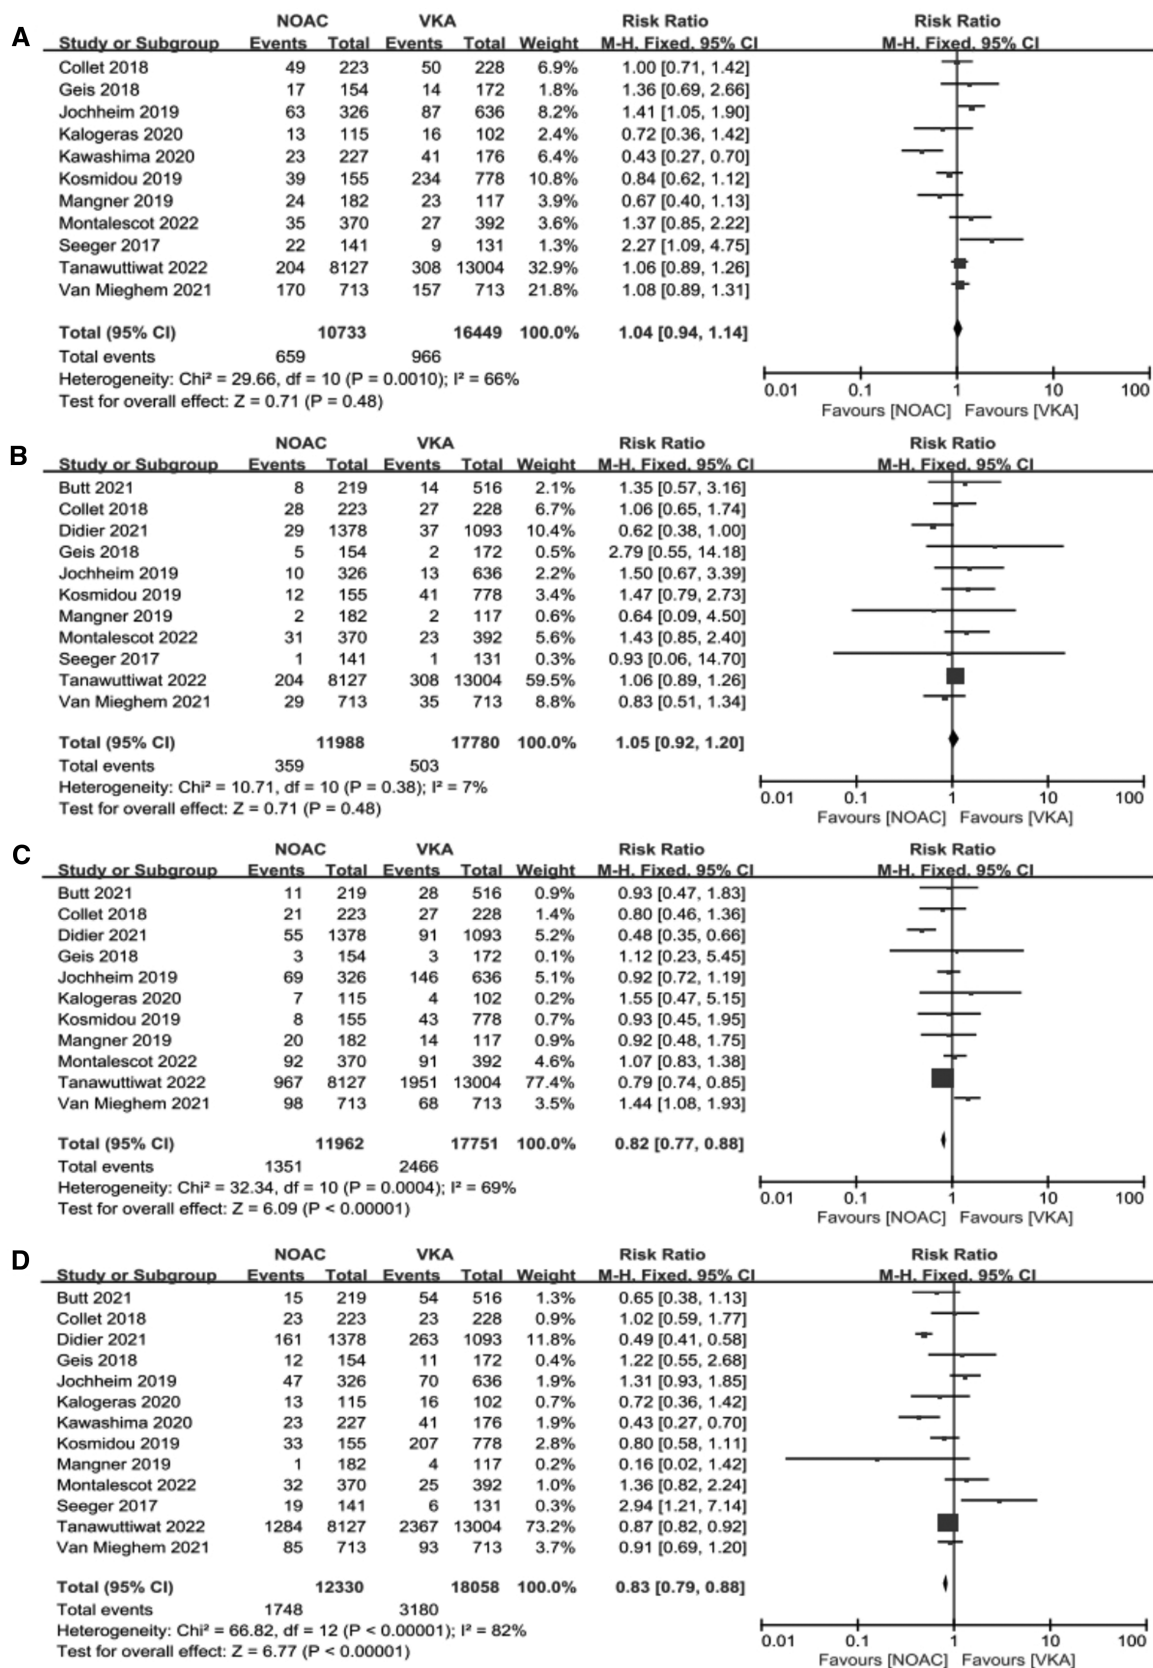 A
NOAC VKA Risk Ratio Risk Ratio
Study or Subgroup Events Total Events Total Weight M-H, Fixed, 95% CI M-H, Fixed, 95% CI
Collet 2018 49 223 50 228 6.9% 1.00 [0.71, 1.42]
Geis 2018 17 154 14 172 1.8% 1.36 [0.69, 2.66]
Jochheim 2019 63 326 87 636 8.2% 1.41 [1.05, 1.90]
Kalogeras 2020 13 115 16 102 2.4% 0.72 [0.36, 1.42]
Kawashima 2020 23 227 41 176 6.4% 0.43 [0.27, 0.70]
Kosmidou 2019 39 155 234 778 10.8% 0.84 [0.62, 1.12]
Mangner 2019 24 182 23 117 3.9% 0.67 [0.40, 1.13]
Montalescot 2022 35 370 27 392 3.6% 1.37 [0.85, 2.22]
Seeger 2017 22 141 9 131 1.3% 2.27 [1.09, 4.75]
Tanawuttiwat 2022 204 8127 308 13004 32.9% 1.06 [0.89, 1.26]
Van Mieghem 2021 170 713 157 713 21.8% 1.08 [0.89, 1.31]
Total (95% CI) 10733 16449 100.0% 1.04 [0.94, 1.14]
Total events 659 966
Heterogeneity: Chi² = 29.66, df = 10 (P = 0.0010); I² = 66%
Test for overall effect: Z = 0.71 (P = 0.48)
0.01 0.1 1 10 100
Favours [NOAC] Favours [VKA]
B
NOAC VKA Risk Ratio Risk Ratio
Study or Subgroup Events Total Events Total Weight M-H, Fixed, 95% CI M-H, Fixed, 95% CI
Butt 2021 8 219 14 516 2.1% 1.35 [0.57, 3.16]
Collet 2018 28 223 27 228 6.7% 1.06 [0.65, 1.74]
Didier 2021 29 1378 37 1093 10.4% 0.62 [0.38, 1.00]
Geis 2018 5 154 2 172 0.5% 2.79 [0.55, 14.18]
Jochheim 2019 10 326 13 636 2.2% 1.50 [0.67, 3.39]
Kosmidou 2019 12 155 41 778 3.4% 1.47 [0.79, 2.73]
Mangner 2019 2 182 2 117 0.6% 0.64 [0.09, 4.50]
Montalescot 2022 31 370 23 392 5.6% 1.43 [0.85, 2.40]
Seeger 2017 1 141 1 131 0.3% 0.93 [0.06, 14.70]
Tanawuttiwat 2022 204 8127 308 13004 59.5% 1.06 [0.89, 1.26]
Van Mieghem 2021 29 713 35 713 8.8% 0.83 [0.51, 1.34]
Total (95% CI) 11988 17780 100.0% 1.05 [0.92, 1.20]
Total events 359 503
Heterogeneity: Chi² = 10.71, df = 10 (P = 0.38); I² = 7%
Test for overall effect: Z = 0.71 (P = 0.48)
0.01 0.1 1 10 100
Favours [NOAC] Favours [VKA]
C
NOAC VKA Risk Ratio Risk Ratio
Study or Subgroup Events Total Events Total Weight M-H, Fixed, 95% CI M-H, Fixed, 95% CI
Butt 2021 11 219 28 516 0.9% 0.93 [0.47, 1.83]
Collet 2018 21 223 27 228 1.4% 0.80 [0.46, 1.36]
Didier 2021 55 1378 91 1093 5.2% 0.48 [0.35, 0.66]
Geis 2018 3 154 3 172 0.1% 1.12 [0.23, 5.45]
Jochheim 2019 69 326 146 636 5.1% 0.92 [0.72, 1.19]
Kalogeras 2020 7 115 4 102 0.2% 1.55 [0.47, 5.15]
Kosmidou 2019 8 155 43 778 0.7% 0.93 [0.45, 1.95]
Mangner 2019 20 182 14 117 0.9% 0.92 [0.48, 1.75]
Montalescot 2022 92 370 91 392 4.6% 1.07 [0.83, 1.38]
Tanawuttiwat 2022 967 8127 1951 13004 77.4% 0.79 [0.74, 0.85]
Van Mieghem 2021 98 713 68 713 3.5% 1.44 [1.08, 1.93]
Total (95% CI) 11962 17751 100.0% 0.82 [0.77, 0.88]
Total events 1351 2466
Heterogeneity: Chi² = 32.34, df = 10 (P = 0.0004); I² = 69%
Test for overall effect: Z = 6.09 (P < 0.00001)
0.01 0.1 1 10 100
Favours [NOAC] Favours [VKA]
D
NOAC VKA Risk Ratio Risk Ratio
Study or Subgroup Events Total Events Total Weight M-H, Fixed, 95% CI M-H, Fixed, 95% CI
Butt 2021 15 219 54 516 1.3% 0.65 [0.38, 1.13]
Collet 2018 23 223 23 228 0.9% 1.02 [0.59, 1.77]
Didier 2021 161 1378 263 1093 11.8% 0.49 [0.41, 0.58]
Geis 2018 12 154 11 172 0.4% 1.22 [0.55, 2.68]
Jochheim 2019 47 326 70 636 1.9% 1.31 [0.93, 1.85]
Kalogeras 2020 13 115 16 102 0.7% 0.72 [0.36, 1.42]
Kawashima 2020 23 227 41 176 1.9% 0.43 [0.27, 0.70]
Kosmidou 2019 33 155 207 778 2.8% 0.80 [0.58, 1.11]
Mangner 2019 1 182 4 117 0.2% 0.16 [0.02, 1.42]
Montalescot 2022 32 370 25 392 1.0% 1.36 [0.82, 2.24]
Seeger 2017 19 141 6 131 0.3% 2.94 [1.21, 7.14]
Tanawuttiwat 2022 1284 8127 2367 13004 73.2% 0.87 [0.82, 0.92]
Van Mieghem 2021 85 713 93 713 3.7% 0.91 [0.69, 1.20]
Total (95% CI) 12330 18058 100.0% 0.83 [0.79, 0.88]
Total events 1748 3180
Heterogeneity: Chi² = 66.82, df = 12 (P < 0.00001); I² = 82%
Test for overall effect: Z = 6.77 (P < 0.00001)
0.01 0.1 1 10 100
Favours [NOAC] Favours [VKA]